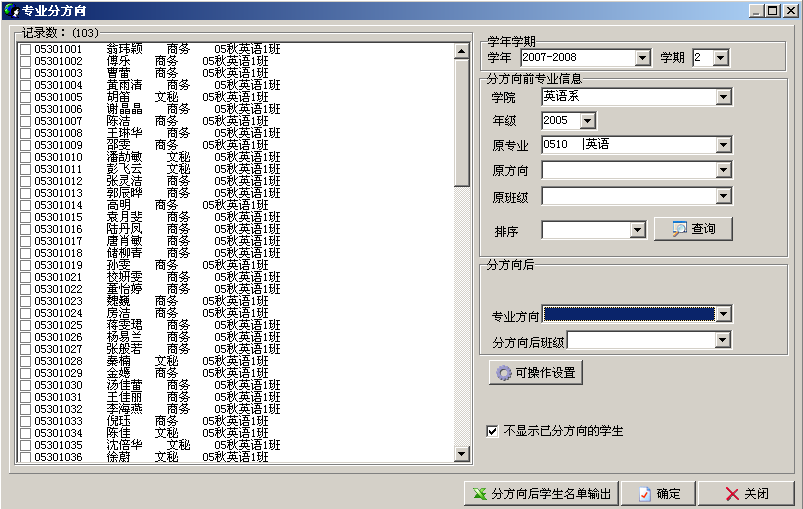 专业分方向
记录数：(103)
05301001 翁玮颖 商务 05秋英语1班
05301002 傅乐 商务 05秋英语1班
05301003 曹蕾 商务 05秋英语1班
05301004 黄雨清 商务 05秋英语1班
05301005 胡笛 文秘 05秋英语1班
05301006 谢晶晶 商务 05秋英语1班
05301007 陈洁 商务 05秋英语1班
05301008 王琳华 商务 05秋英语1班
05301009 邵雯 商务 05秋英语1班
05301010 潘劼敏 文秘 05秋英语1班
05301011 彭飞云 文秘 05秋英语1班
05301012 张灵洁 商务 05秋英语1班
05301013 郭辰晔 商务 05秋英语1班
05301014 高明 商务 05秋英语1班
05301015 袁月斐 商务 05秋英语1班
05301016 陆丹凤 商务 05秋英语1班
05301017 唐肖敏 商务 05秋英语1班
05301018 储柳青 商务 05秋英语1班
05301019 孙雯 商务 05秋英语1班
05301021 校妍雯 商务 05秋英语1班
05301022 董怡婷 商务 05秋英语1班
05301023 魏巍 商务 05秋英语1班
05301024 房洁 商务 05秋英语1班
05301025 蒋雯珺 商务 05秋英语1班
05301026 杨易兰 商务 05秋英语1班
05301027 张般若 商务 05秋英语1班
05301028 秦楠 文秘 05秋英语1班
05301029 商务 05秋英语1班
05301030 汤佳蕾 商务 05秋英语1班
05301031 王佳丽 商务 05秋英语1班
05301032 李海燕 商务 05秋英语1班
05301033 倪珏 商务 05秋英语1班
05301034 陈佳 文秘 05秋英语1班
05301035 沈蓓华 文秘 05秋英语1班
05301036 徐蔚 文秘 05秋英语1班
学年学期
学年 2007-2008 学期 2
分方向前专业信息
学院 英语系
年级 2005
原专业 0510 |英语
原方向
原班级
排序 查询
分方向后
专业方向
分方向后班级
可操作设置
不显示已分方向的学生
分方向后学生名单输出 确定 关闭